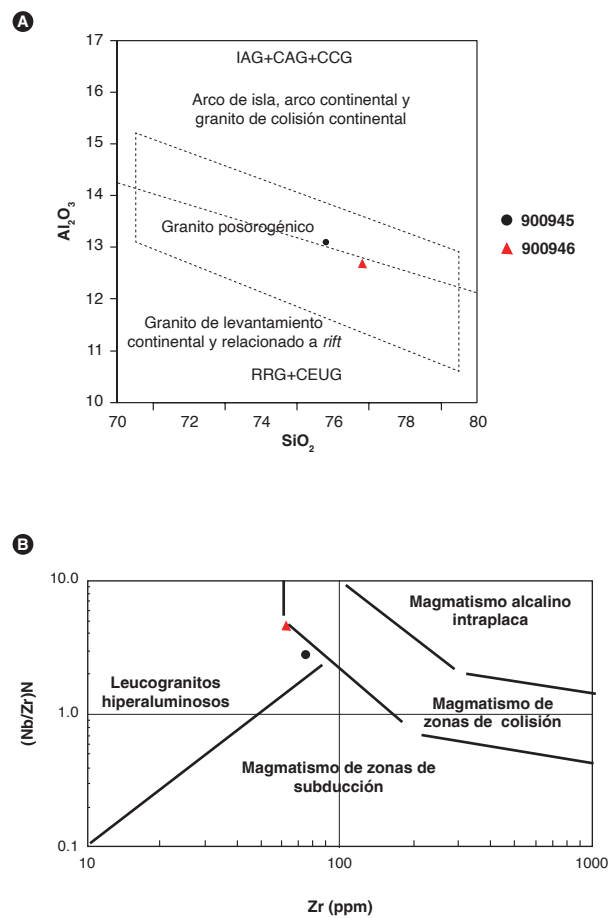 A
17
16
15
14
13
12
11
10
Al₂O₃
IAG+CAG+CCG
Arco de isla, arco continental y
granito de colisión continental
Granito posorogénico
Granito de levantamiento
continental y relacionado a rift
RRG+CEUG
70 72 74 76 78 80
SiO₂
900945
900946
B
10.0
1.0
0.1
(Nb/Zr)N
Magmatismo alcalino
intraplaca
Leucogranitos
hiperaluminosos
Magmatismo de
zonas de colisión
Magmatismo de zonas de
subducción
10 100 1000
Zr (ppm)